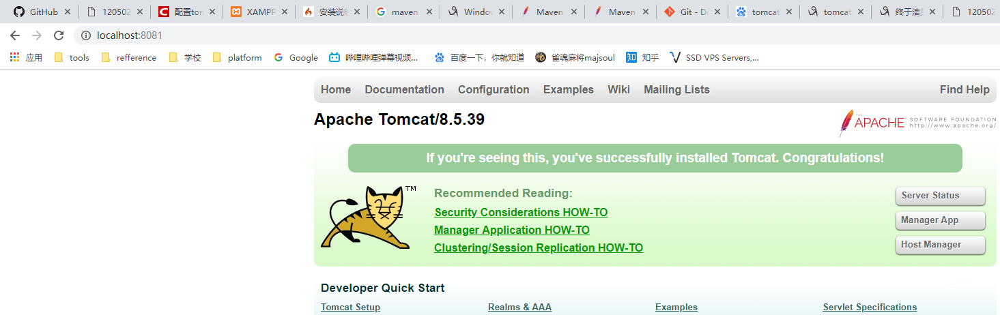 GitHub 120502 配置tom XAMPP 安装说明 maven Window Maven Maven Git - Do tomcat tomcat 终于清 120502
localhost:8081
应用 tools refference 学校 platform Google 哔哩哔哩弹幕视频... 百度一下，你就知道 雀魂麻将majsoul 知乎 SSD VPS Servers,...
Home Documentation Configuration Examples Wiki Mailing Lists Find Help
Apache Tomcat/8.5.39
THE APACHE SOFTWARE FOUNDATION
http://www.apache.org/
If you're seeing this, you've successfully installed Tomcat. Congratulations!
TM
Recommended Reading:
Security Considerations HOW-TO
Manager Application HOW-TO
Clustering/Session Replication HOW-TO
Server Status
Manager App
Host Manager
Developer Quick Start
Tomcat Setup Realms & AAA Examples Servlet Specifications